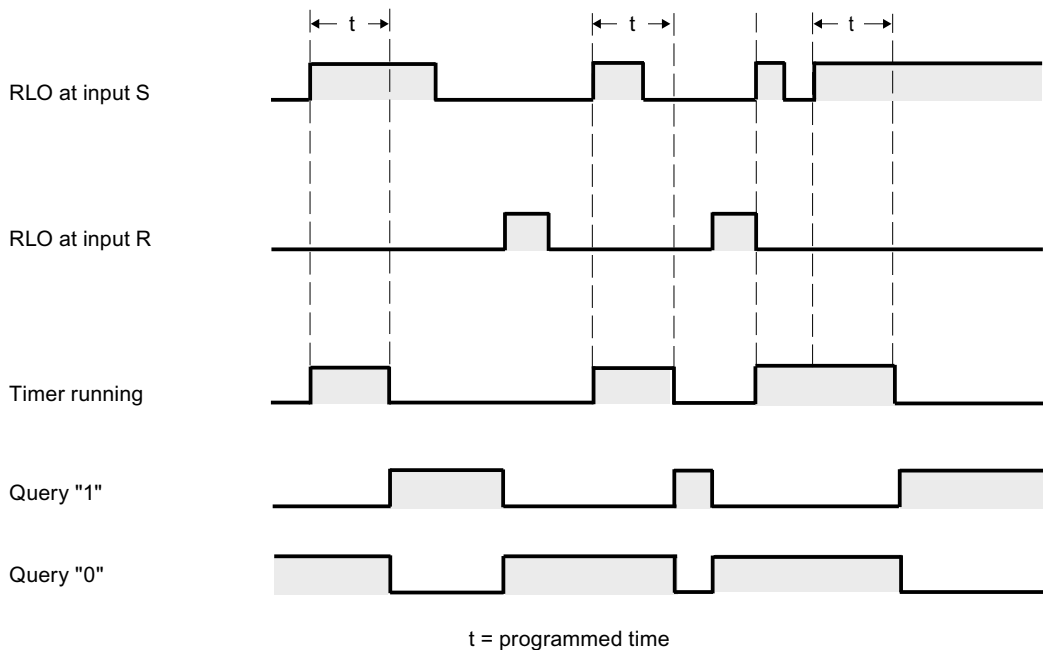 t
t
t
RLO at input S
RLO at input R
Timer running
Query "1"
Query "0"
t = programmed time